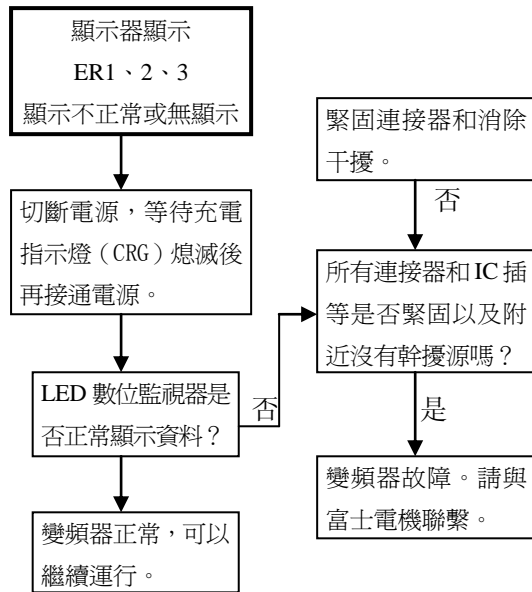 顯示器顯示
ER1、2、3
顯示不正常或無顯示
切斷電源，等待充電
指示燈（CRG）熄滅後
再接通電源。
LED 數位監視器是
否正常顯示資料？
否
變頻器正常，可以
繼續運行。
緊固連接器和消除
干擾。
否
所有連接器和 IC 插
等是否緊固以及附
近沒有幹擾源嗎？
是
變頻器故障。請與
富士電機聯繫。